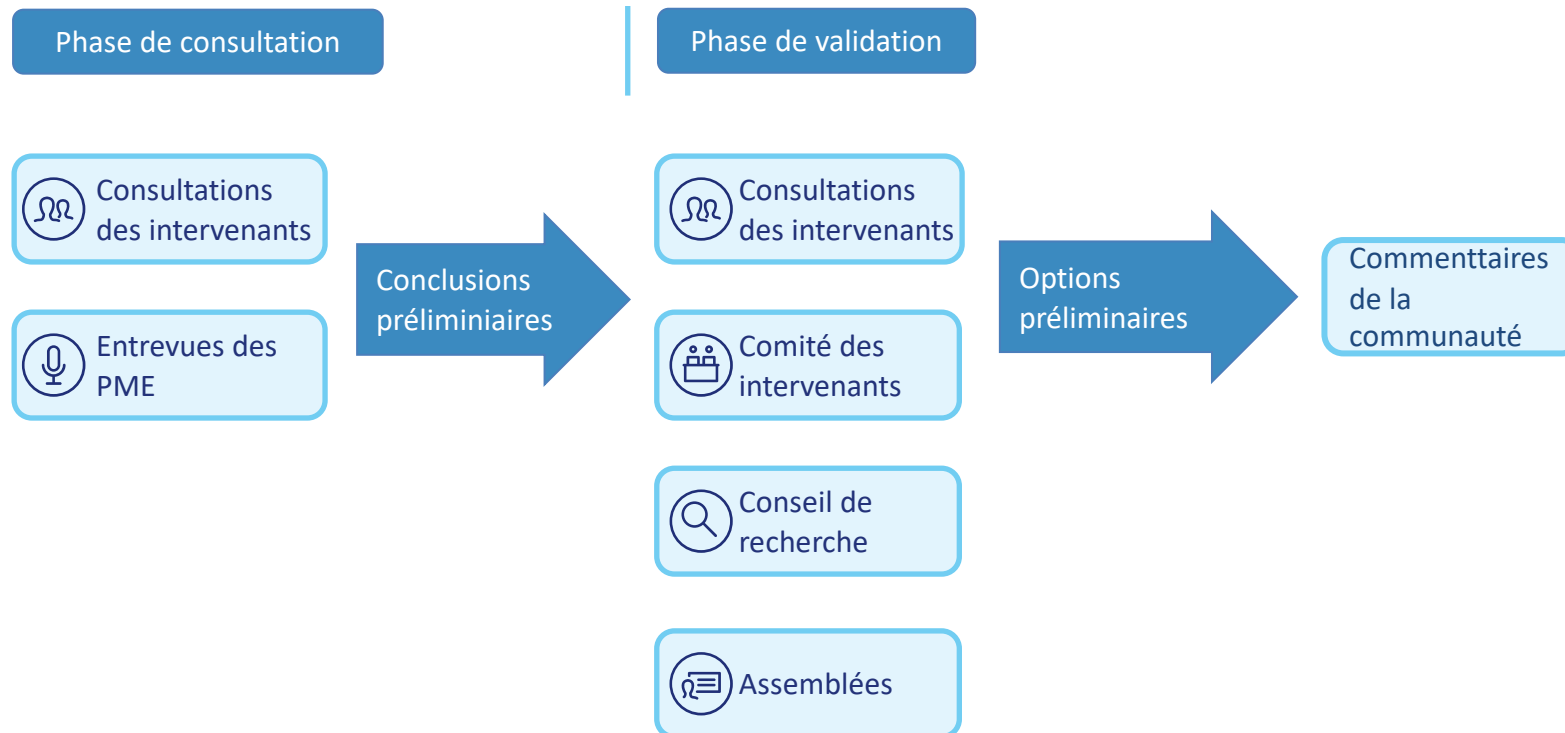 Phase de consultation
Phase de validation
Consultations
des intervenants
Entrevues des
PME
Conclusions
préliminiaires
Consultations
des intervenants
Comité des
intervenants
Conseil de
recherche
Assemblées
Options
préliminaires
Commenttaires
de la
communauté